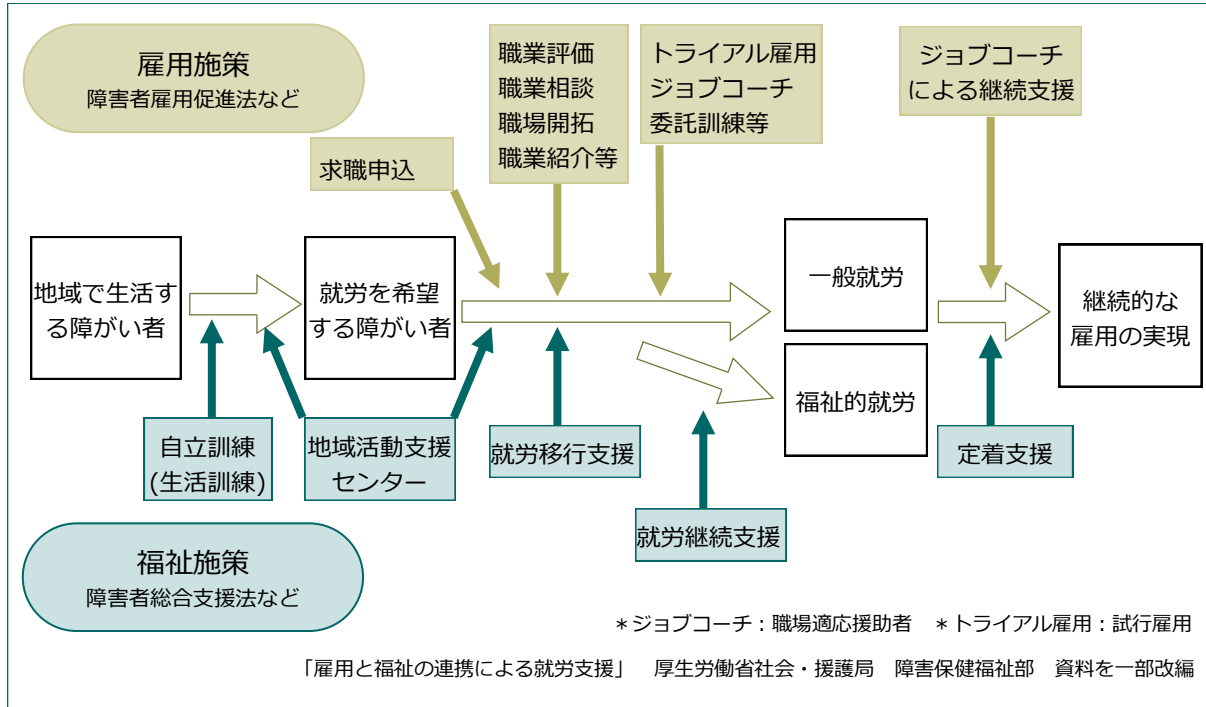 雇用施策
障害者雇用促進法など
求職申込
職業評価
職業相談
職場開拓
職業紹介等
トライアル雇用
ジョブコーチ
委託訓練等
ジョブコーチ
による継続支援
地域で生活す
る障がい者
就労を希望
する障がい者
一般就労
福祉的就労
継続的な
雇用の実現
自立訓練
(生活訓練)
地域活動支援
センター
就労移行支援
就労継続支援
定着支援
福祉施策
障害者総合支援法など
＊ジョブコーチ：職場適応援助者　＊トライアル雇用：試行雇用
「雇用と福祉の連携による就労支援」　厚生労働省社会・援護局　障害保健福祉部　資料を一部改編